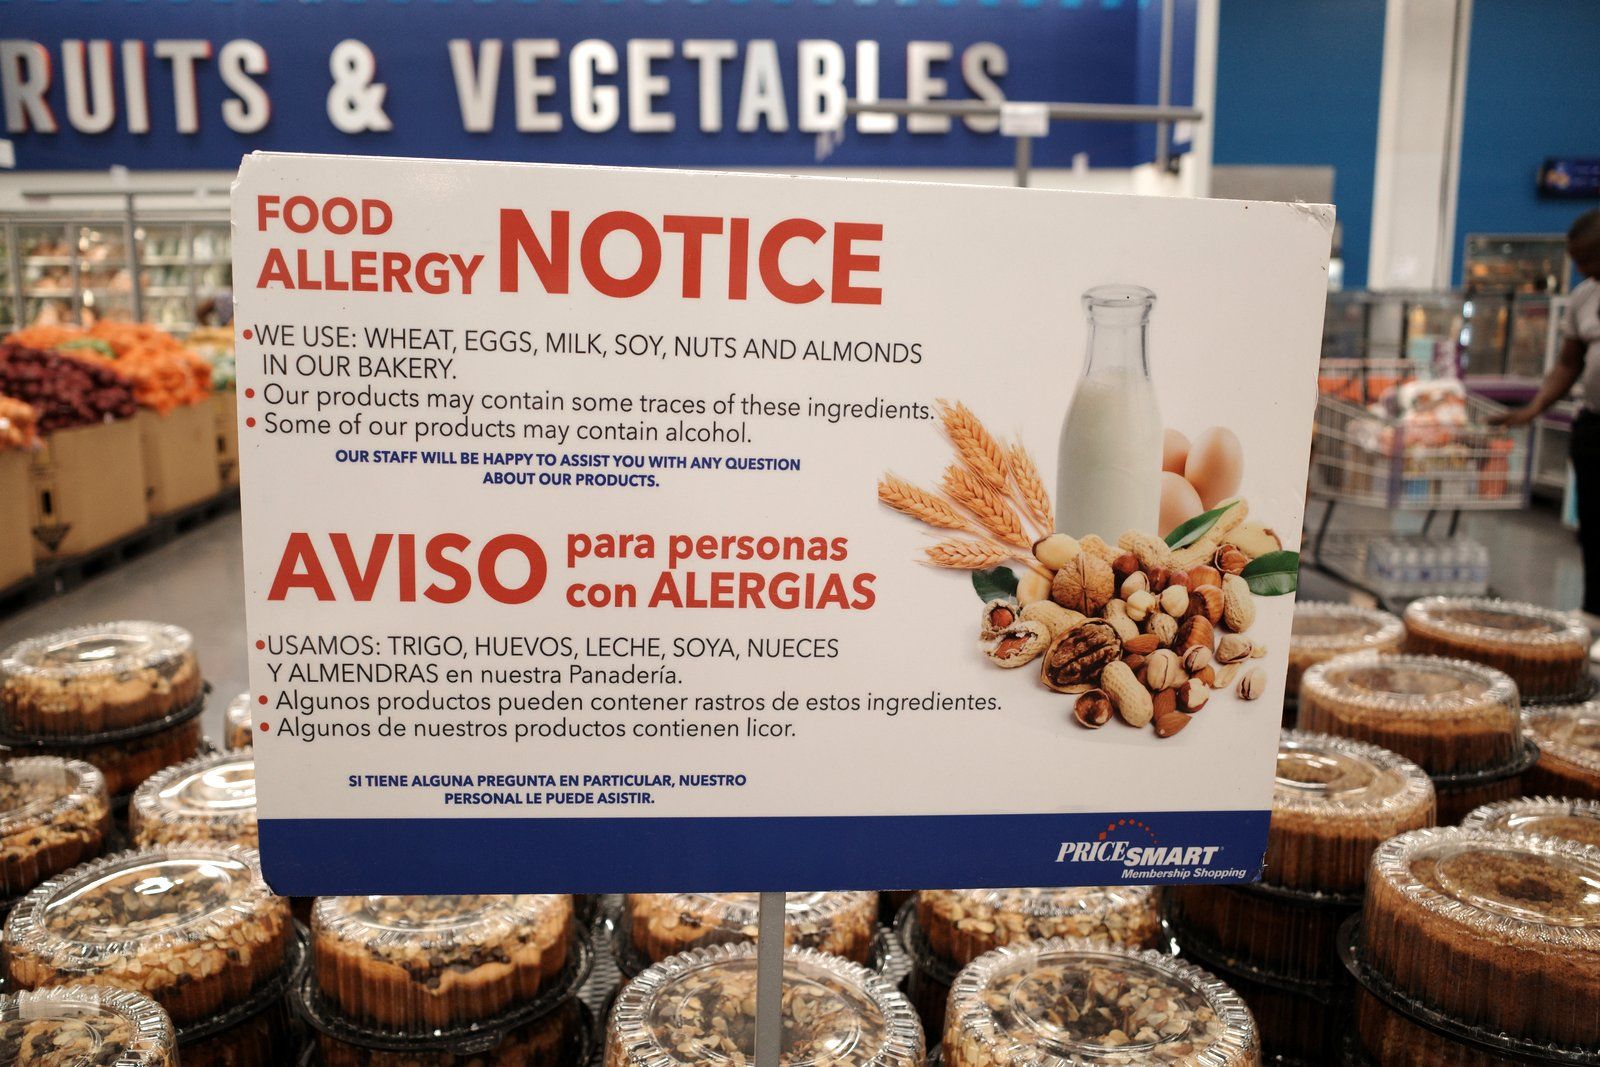 RUITS & VEGETABLES
FOOD
ALLERGY NOTICE
•WE USE: WHEAT, EGGS, MILK, SOY, NUTS AND ALMONDS
IN OUR BAKERY.
• Our products may contain some traces of these ingredients.
• Some of our products may contain alcohol.
OUR STAFF WILL BE HAPPY TO ASSIST YOU WITH ANY QUESTION
ABOUT OUR PRODUCTS.
AVISO para personas
con ALERGIAS
•USAMOS: TRIGO, HUEVOS, LECHE, SOYA, NUECES
Y ALMENDRAS en nuestra Panadería.
• Algunos productos pueden contener rastros de estos ingredientes.
• Algunos de nuestros productos contienen licor.
SI TIENE ALGUNA PREGUNTA EN PARTICULAR, NUESTRO
PERSONAL LE PUEDE ASISTIR.
PRICESMART
Membership Shopping